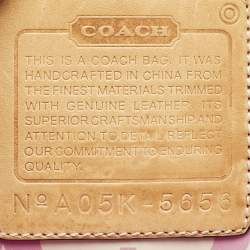 COACH
THIS IS A COACH BAG. IT WAS
HANDCRAFTED IN CHINA FROM
THE FINEST MATERIALS TRIMMED
WITH GENUINE LEATHER. ITS
SUPERIOR CRAFTSMANSHIP AND
ATTENTION TO DETAIL REFLECT
OUR COMMITMENT TO ENDURING
QUALITY.
Nº A05K-5653